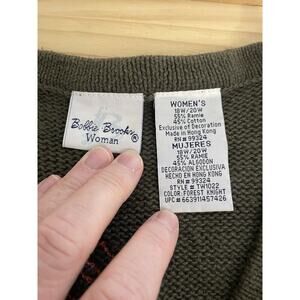 Bobbie Brooks®
Woman
WOMEN'S
18W/20W
55% Ramie
45% Cotton
Exclusive of Decoration
Made in Hong Kong
RN# 99324
MUJERES
18W/20W
55% RAMIE
45% ALGODON
DECORACION EXCLUSIVA
HECHO EN HONG KONG
RN# 99324
STYLE# TW1022
COLOR: FOREST KNIGHT
UPC# 663911457426